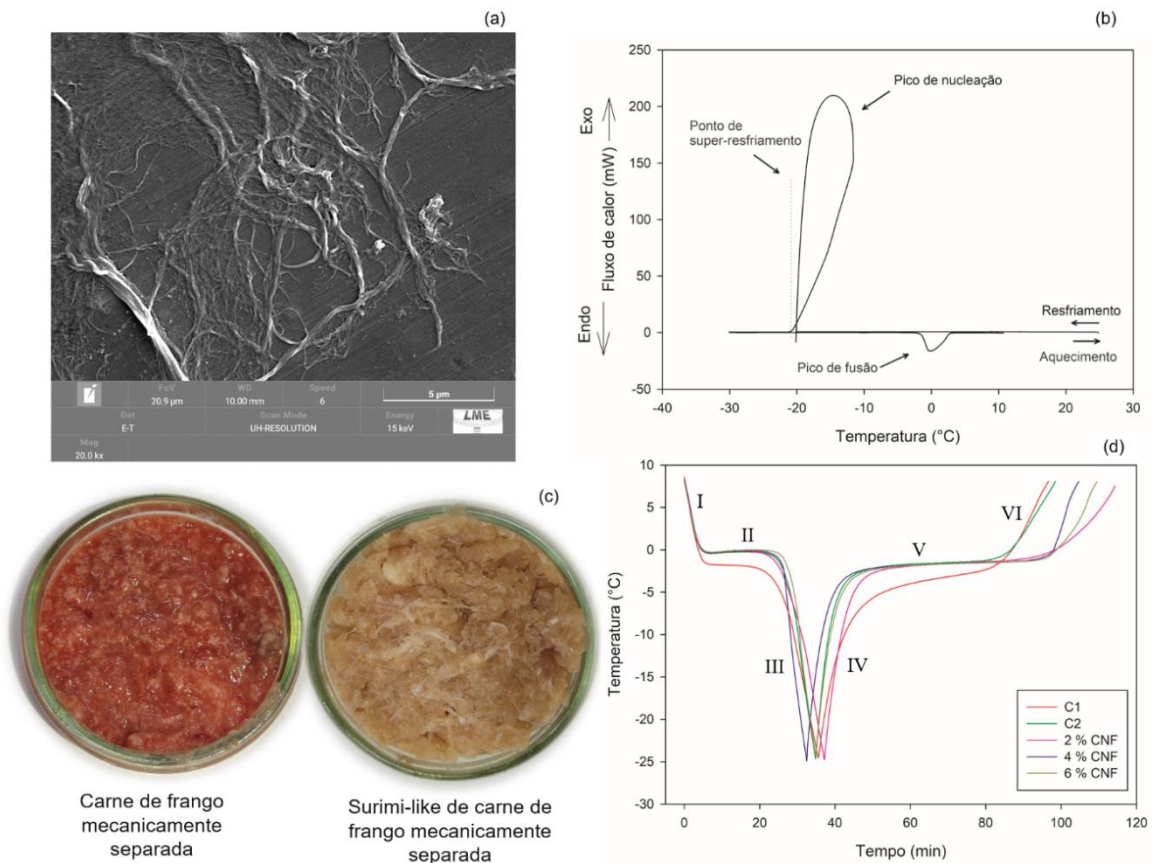 (a)
FoV
WD
Speed
20.9 µm
10.00 mm
6
5 µm
Det
Scan Mode
Energy
E-T
UH-RESOLUTION
15 keV
LME
Mag
20.0 kx
(b)
250
200
150
100
50
0
-50
Exo
Fluxo de calor (mW)
Endo
Pico de nucleação
Ponto de
super-resfriamento
Resfriamento
Aquecimento
Pico de fusão
-40
-30
-20
-10
0
10
20
30
Temperatura (°C)
(c)
Carne de frango
mecanicamente
separada
Surimi-like de carne de
frango mecanicamente
separada
(d)
10
5
0
-5
-10
-15
-20
-25
-30
Temperatura (°C)
I
II
III
IV
V
VI
C1
C2
2 % CNF
4 % CNF
6 % CNF
0
20
40
60
80
100
120
Tempo (min)